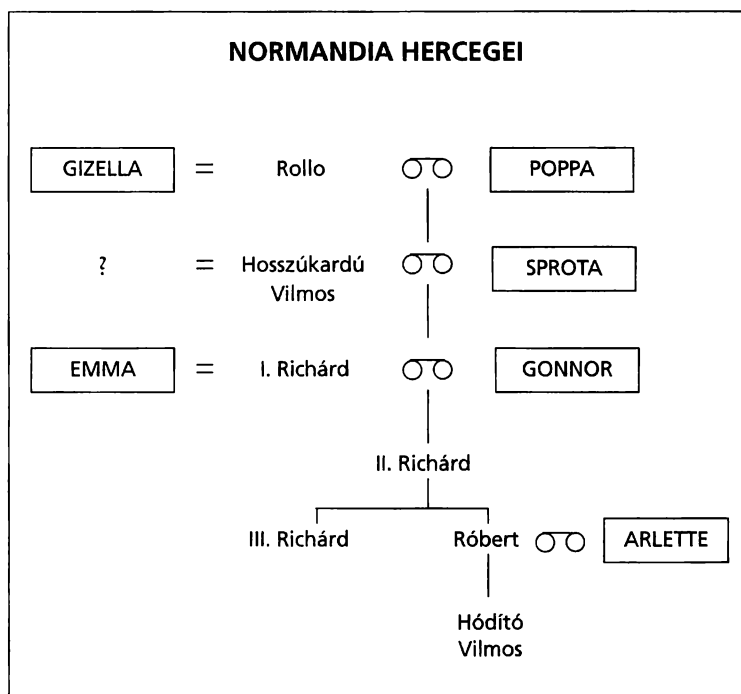 NORMANDIA HERCEGEI
GIZELLA = Rollo POPPA
? = Hosszúkardú Vilmos SPROTA
EMMA = I. Richárd GONNOR
II. Richárd
III. Richárd Róbert ARLETTE
Hódító
Vilmos